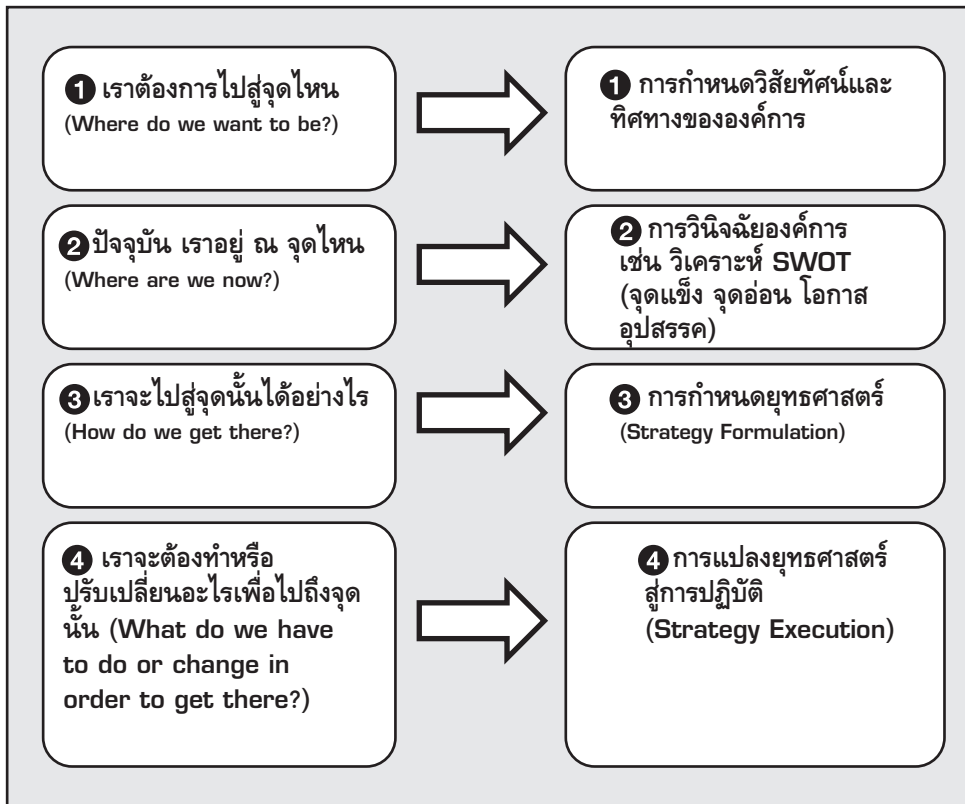 ❶ เราต้องการไปสู่จุดไหน
(Where do we want to be?)
❶ การกำหนดวิสัยทัศน์และ
ทิศทางขององค์การ
❷ ปัจจุบัน เราอยู่ ณ จุดไหน
(Where are we now?)
❷ การวินิจฉัยองค์การ
เช่น วิเคราะห์ SWOT
(จุดแข็ง จุดอ่อน โอกาส
อุปสรรค)
❸ เราจะไปสู่จุดนั้นได้อย่างไร
(How do we get there?)
❸ การกำหนดยุทธศาสตร์
(Strategy Formulation)
❹ เราจะต้องทำหรือ
ปรับเปลี่ยนอะไรเพื่อไปถึงจุด
นั้น (What do we have
to do or change in
order to get there?)
❹ การแปลงยุทธศาสตร์
สู่การปฏิบัติ
(Strategy Execution)